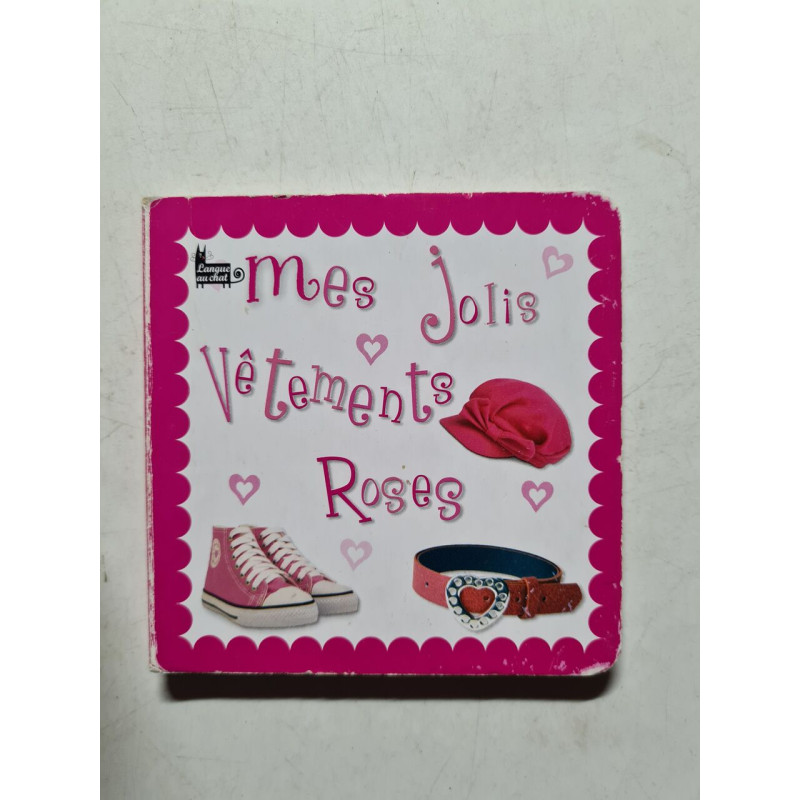 Langue
au chat
mes Jolis
Vêtements
Roses